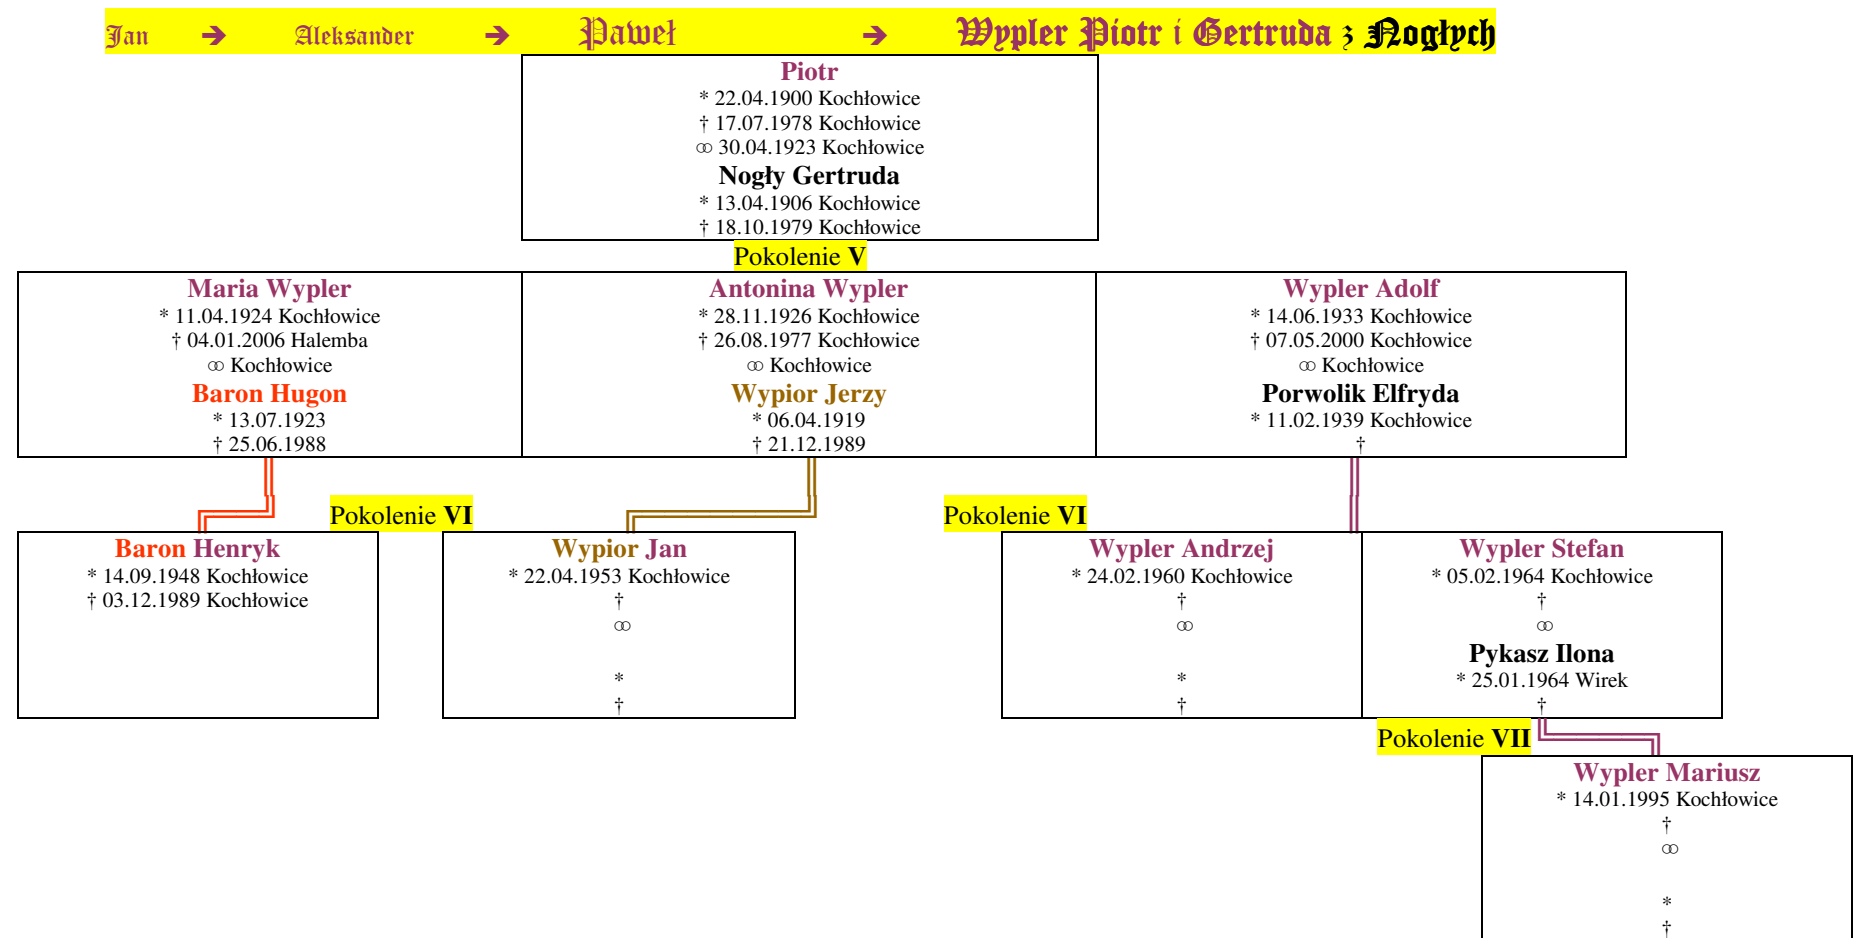 Jan ➔ Aleksander ➔ Paweł ➔ Wypler Piotr i Gertruda z Nogłych
Piotr
* 22.04.1900 Kochłowice
† 17.07.1978 Kochłowice
⚭ 30.04.1923 Kochłowice
Nogły Gertruda
* 13.04.1906 Kochłowice
† 18.10.1979 Kochłowice
Pokolenie V
Maria Wypler
* 11.04.1924 Kochłowice
† 04.01.2006 Halemba
⚭ Kochłowice
Baron Hugon
* 13.07.1923
† 25.06.1988
Antonina Wypler
* 28.11.1926 Kochłowice
† 26.08.1977 Kochłowice
⚭ Kochłowice
Wypior Jerzy
* 06.04.1919
† 21.12.1989
Wypler Adolf
* 14.06.1933 Kochłowice
† 07.05.2000 Kochłowice
⚭ Kochłowice
Porwolik Elfryda
* 11.02.1939 Kochłowice
†
Pokolenie VI
Pokolenie VI
Baron Henryk
* 14.09.1948 Kochłowice
† 03.12.1989 Kochłowice
Wypior Jan
* 22.04.1953 Kochłowice
†
⚭
*
†
Wypler Andrzej
* 24.02.1960 Kochłowice
†
⚭
*
†
Wypler Stefan
* 05.02.1964 Kochłowice
†
⚭
Pykasz Ilona
* 25.01.1964 Wirek
†
Pokolenie VII
Wypler Mariusz
* 14.01.1995 Kochłowice
†
⚭
*
†